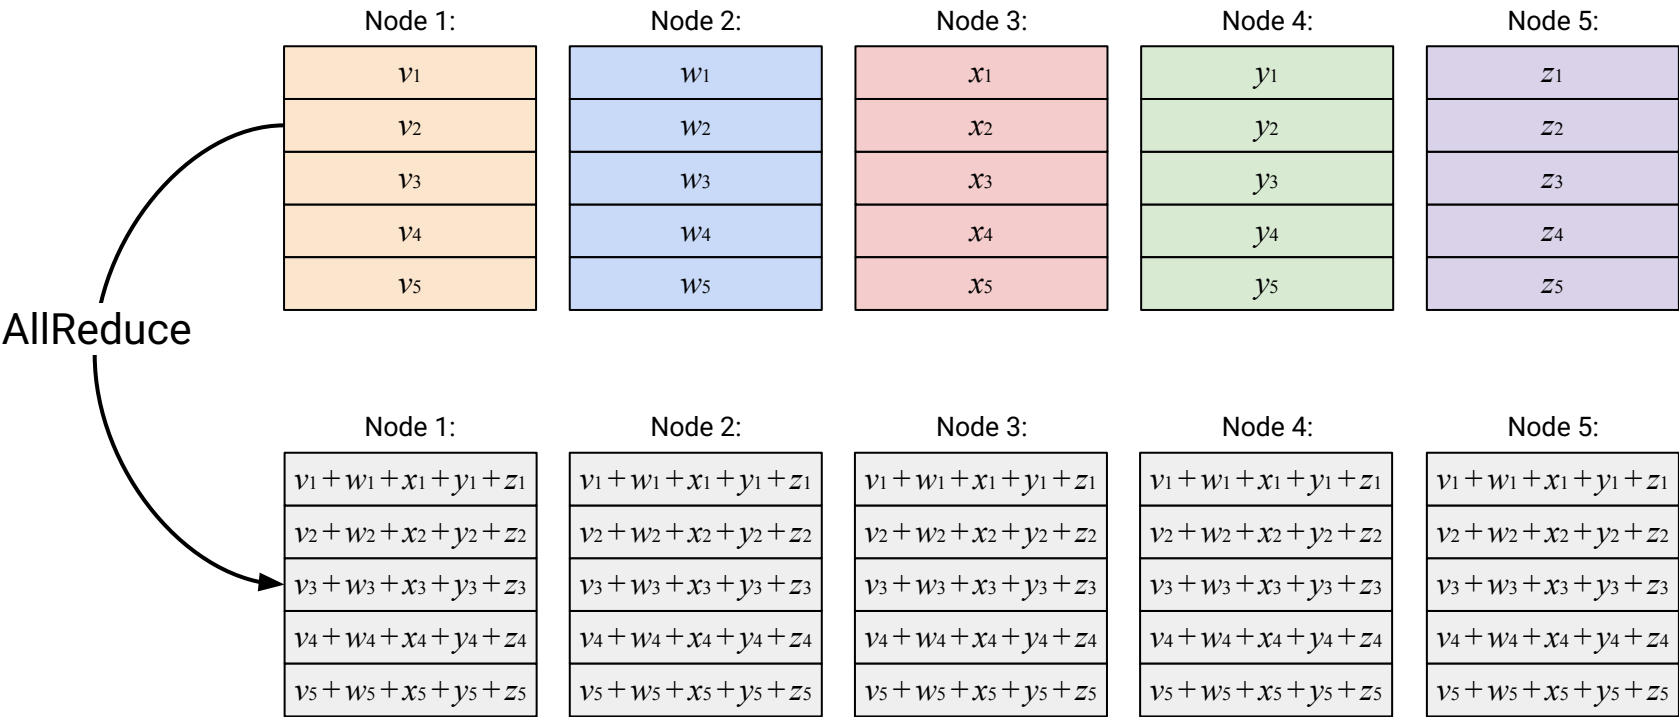 Node 1: Node 2: Node 3: Node 4: Node 5:
v1 w1 x1 y1 z1
v2 w2 x2 y2 z2
v3 w3 x3 y3 z3
v4 w4 x4 y4 z4
v5 w5 x5 y5 z5
AllReduce
Node 1: Node 2: Node 3: Node 4: Node 5:
v1+w1+x1+y1+z1 v1+w1+x1+y1+z1 v1+w1+x1+y1+z1 v1+w1+x1+y1+z1 v1+w1+x1+y1+z1
v2+w2+x2+y2+z2 v2+w2+x2+y2+z2 v2+w2+x2+y2+z2 v2+w2+x2+y2+z2 v2+w2+x2+y2+z2
v3+w3+x3+y3+z3 v3+w3+x3+y3+z3 v3+w3+x3+y3+z3 v3+w3+x3+y3+z3 v3+w3+x3+y3+z3
v4+w4+x4+y4+z4 v4+w4+x4+y4+z4 v4+w4+x4+y4+z4 v4+w4+x4+y4+z4 v4+w4+x4+y4+z4
v5+w5+x5+y5+z5 v5+w5+x5+y5+z5 v5+w5+x5+y5+z5 v5+w5+x5+y5+z5 v5+w5+x5+y5+z5